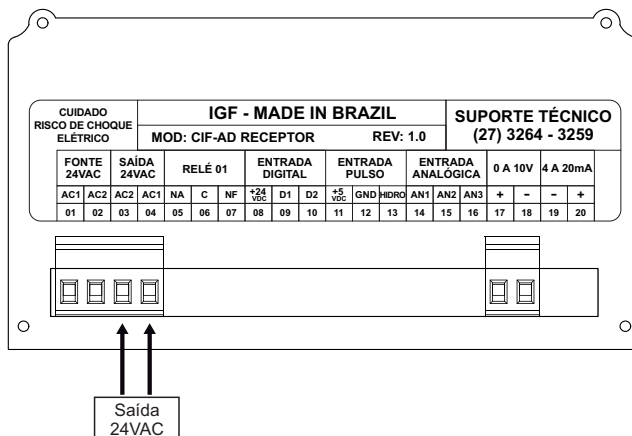 CUIDADO
RISCO DE CHOQUE
ELÉTRICO
IGF - MADE IN BRAZIL
MOD: CIF-AD RECEPTOR REV: 1.0
SUPORTE TÉCNICO
(27) 3264 - 3259
FONTE
24VAC
SAÍDA
24VAC
RELÉ 01
ENTRADA
DIGITAL
ENTRADA
PULSO
ENTRADA
ANALÓGICA
0 A 10V
4 A 20mA
AC1 AC2 AC2 AC1 NA C NF +24 VDC D1 D2 +5 VDC GND HIDRO AN1 AN2 AN3 + - - +
01 02 03 04 05 06 07 08 09 10 11 12 13 14 15 16 17 18 19 20
Saída
24VAC